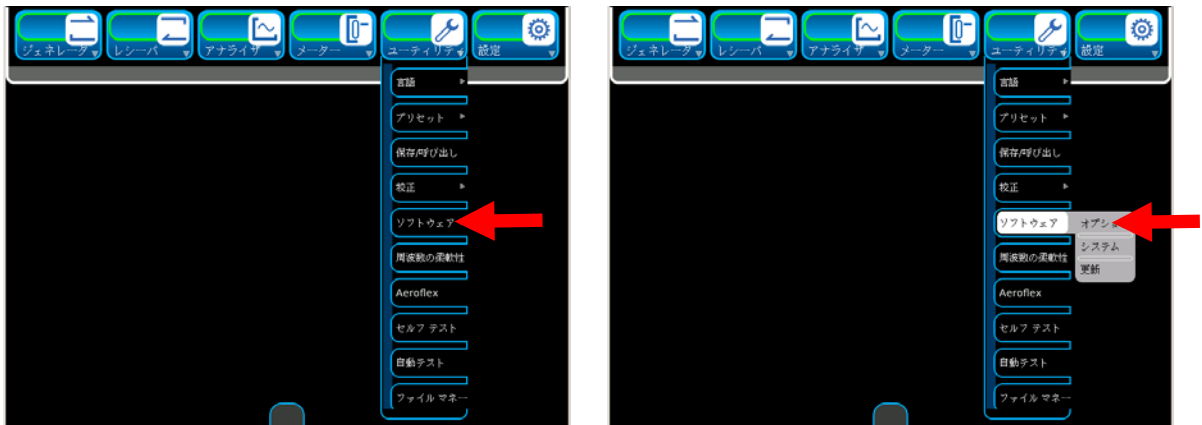 ジェネレータ レシーバ アナライザ メーター ユーティリティ 設定
言語
プリセット
保存/呼び出し
校正
ソフトウェア
周波数の柔軟性
Aeroflex
セルフ テスト
自動テスト
ファイル マネー
ジェネレータ レシーバ アナライザ メーター ユーティリティ 設定
言語
プリセット
保存/呼び出し
校正
ソフトウェア オプショ
システム
周波数の柔軟性
更新
Aeroflex
セルフ テスト
自動テスト
ファイル マネー